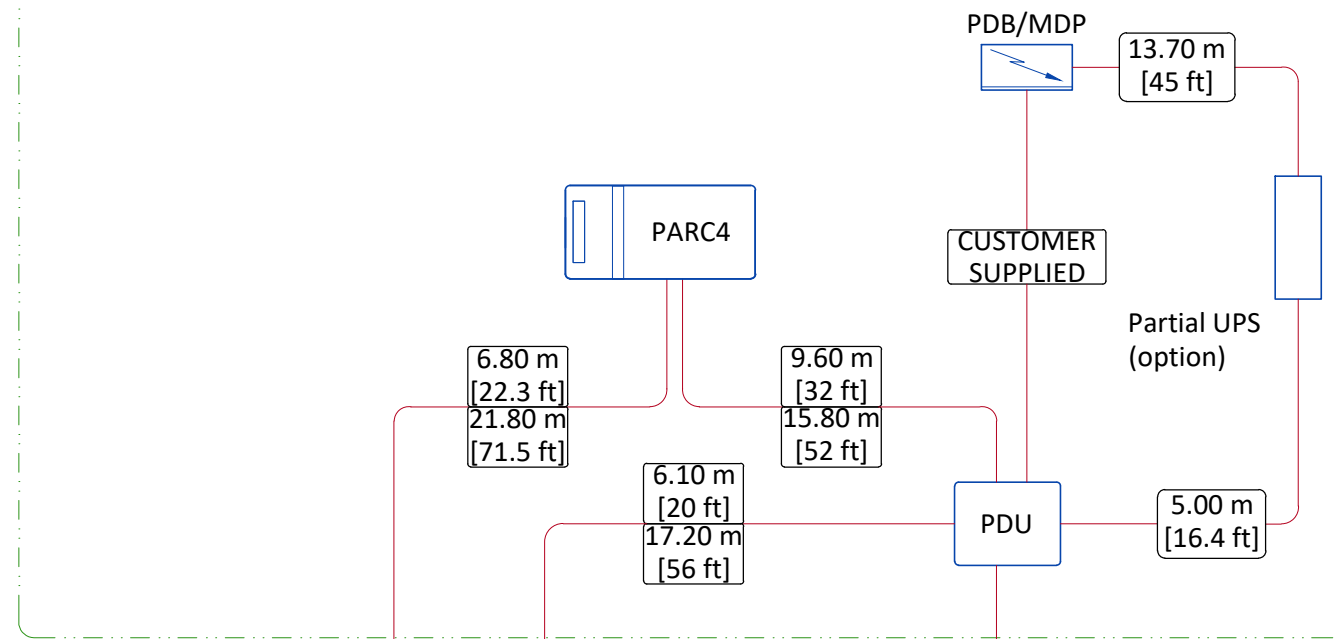 PDB/MDP
13.70 m
[45 ft]
PARC4
CUSTOMER
SUPPLIED
Partial UPS
(option)
6.80 m
[22.3 ft]
21.80 m
[71.5 ft]
9.60 m
[32 ft]
15.80 m
[52 ft]
6.10 m
[20 ft]
17.20 m
[56 ft]
PDU
5.00 m
[16.4 ft]